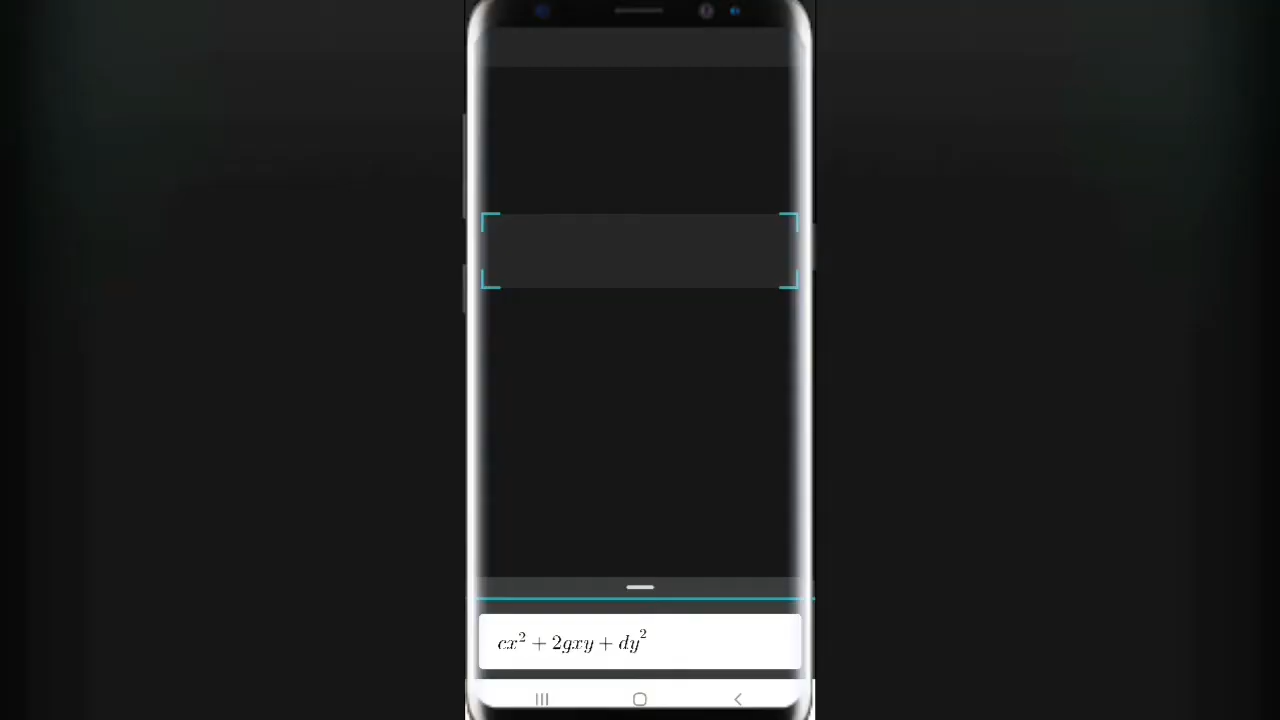 cx² + 2gxy + dy²